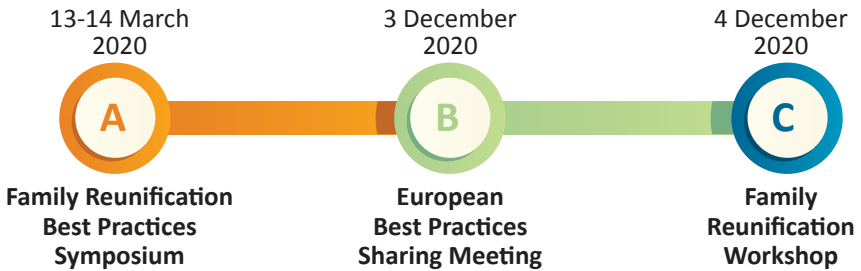 13-14 March
2020
A
Family Reunification
Best Practices
Symposium
3 December
2020
B
European
Best Practices
Sharing Meeting
4 December
2020
C
Family
Reunification
Workshop